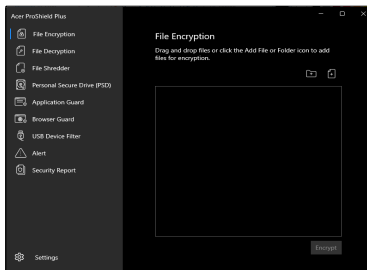 Acer ProShield Plus
File Encryption
File Decryption
File Shredder
Personal Secure Drive (PSD)
Application Guard
Browser Guard
USB Device Filter
Alert
Security Report
Settings
File Encryption
Drag and drop files or click the Add File or Folder icon to add
files for encryption.
Encrypt